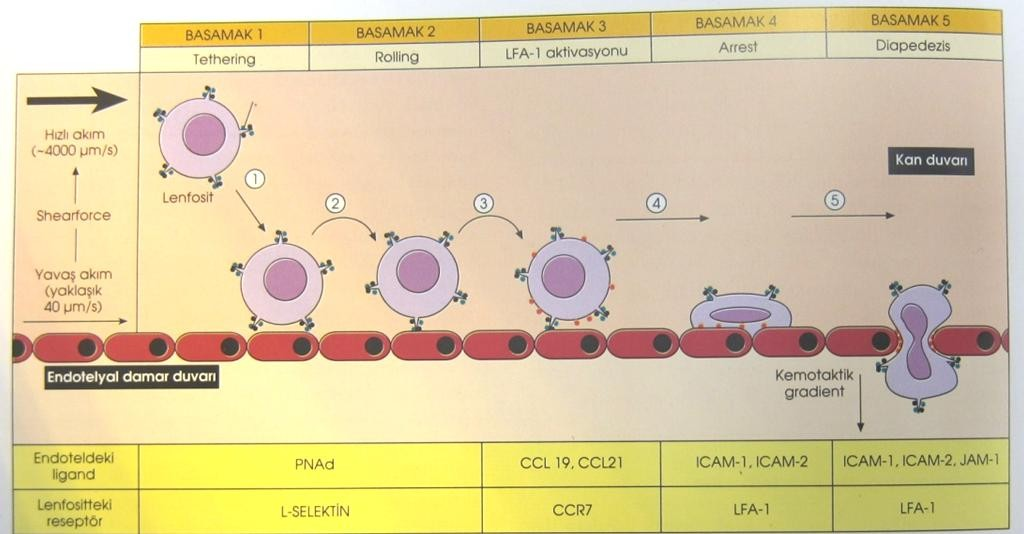 BASAMAK 1
BASAMAK 2
BASAMAK 3
BASAMAK 4
BASAMAK 5
Tethering
Rolling
LFA-1 aktivasyonu
Arrest
Diapedezis
Hızlı akım
(~4000 µm/s)
Shearforce
Yavaş akım
(yaklaşık
40 µm/s)
Lenfosit
1
2
3
4
5
Kan duvarı
Endotelyal damar duvarı
Kemotaktik
gradient
Endoteldeki
ligand
PNAd
CCL 19, CCL21
ICAM-1, ICAM-2
ICAM-1, ICAM-2, JAM-1
Lenfositteki
reseptör
L-SELEKTİN
CCR7
LFA-1
LFA-1